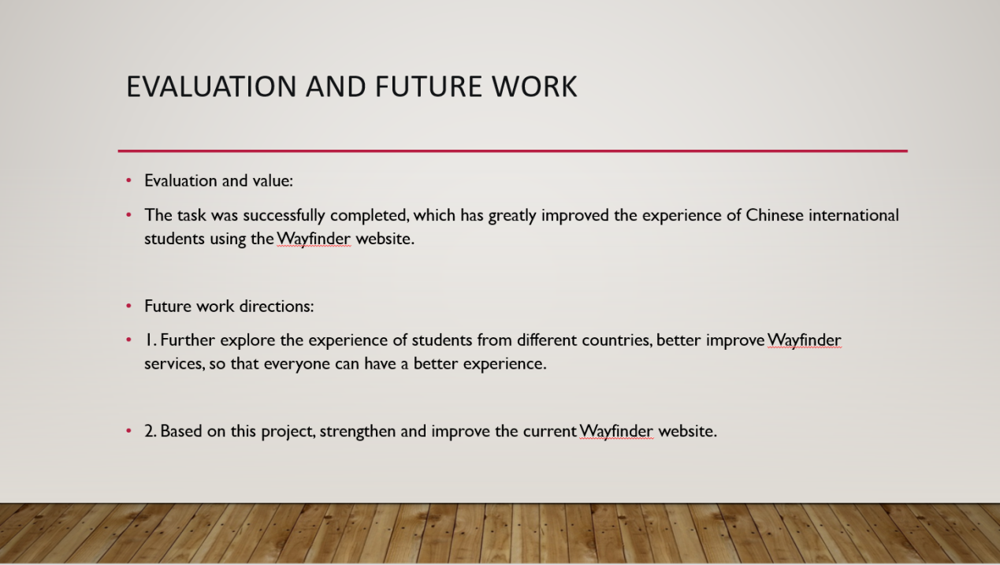 EVALUATION AND FUTURE WORK
• Evaluation and value:
• The task was successfully completed, which has greatly improved the experience of Chinese international
students using the Wayfinder website.
• Future work directions:
• 1. Further explore the experience of students from different countries, better improve Wayfinder
services, so that everyone can have a better experience.
• 2. Based on this project, strengthen and improve the current Wayfinder website.